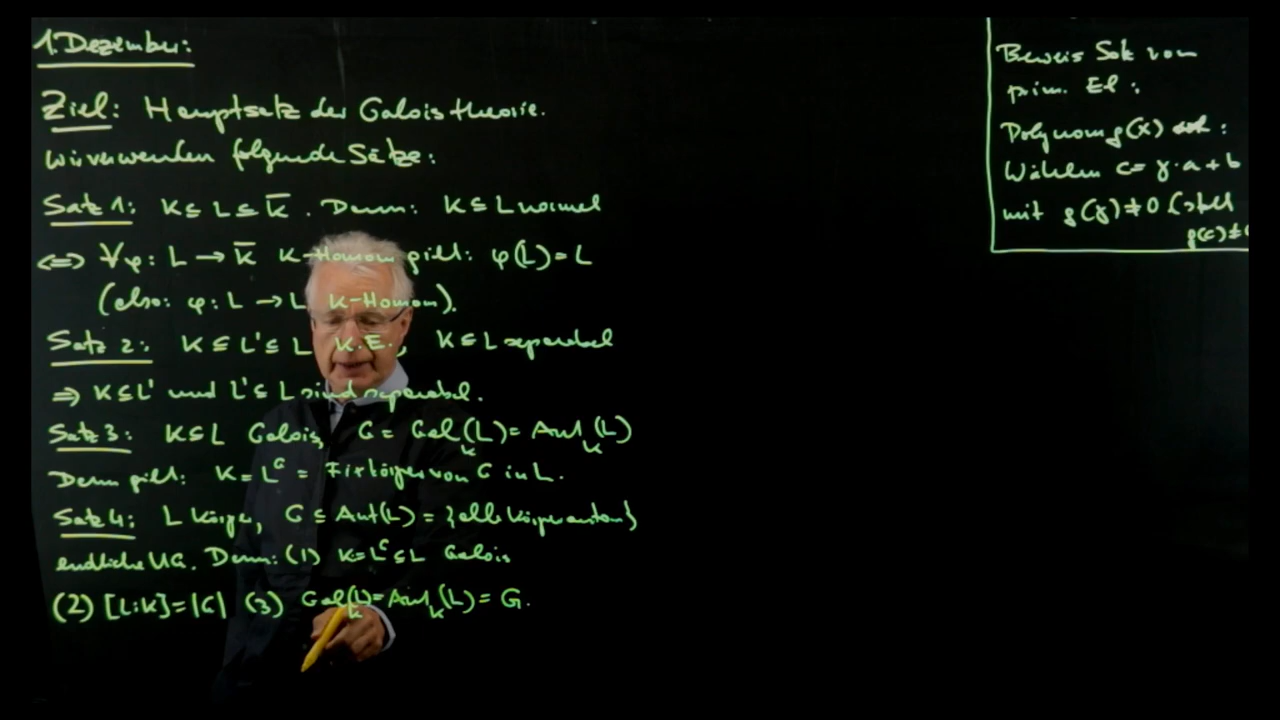 1. Dezember:
Ziel: Hauptsatz der Galoistheorie.
Wir verwenden folgende Sätze:
Satz 1: K ⊆ L ⊆ K̅. Dann: K ⊆ L normal
⇔ ∀φ: L → K̅ K-Homom gilt: φ(L) = L
(also: φ: L → L K-Homom).
Satz 2: K ⊆ L' ⊆ L K.E., K ⊆ L separabel
⇒ K ⊆ L' und L' ⊆ L sind separabel.
Satz 3: K ⊆ L Galois, G = Gal_K(L) = Aut_K(L)
Dann gilt: K = L^G = Fixkörper von G in L.
Satz 4: L Körper, G ⊆ Aut(L) = {alle Körperautom}
endliche UG. Dann: (1) K = L^G ⊆ L Galois
(2) [L:K] = |G| (3) Gal_K(L) = Aut_K(L) = G.
Beweis Satz vom
prim. El:
Polynom g(x) :
Wählen c = γ·a + b
mit g(γ) ≠ 0 (statt
g(c) ≠